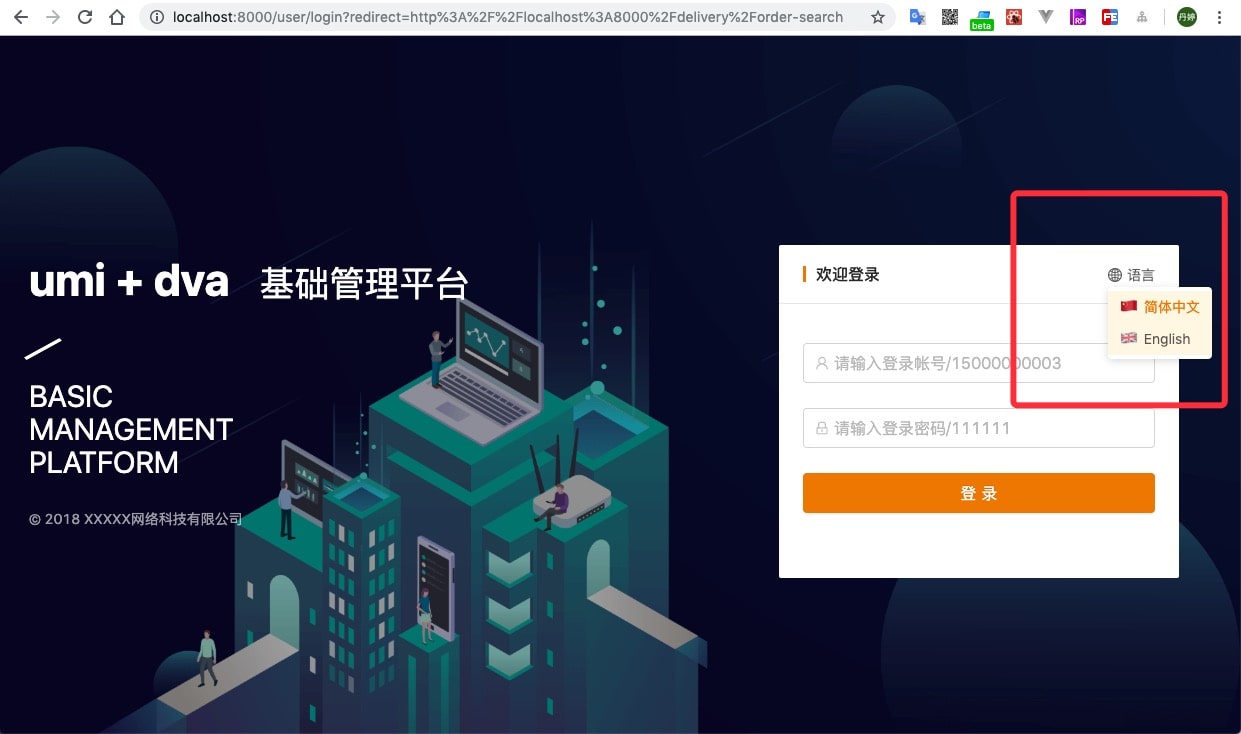 localhost:8000/user/login?redirect=http%3A%2F%2Flocalhost%3A8000%2Fdelivery%2Forder-search
beta
RP
FE
丹婷
umi + dva 基础管理平台
BASIC
MANAGEMENT
PLATFORM
© 2018 XXXXX网络科技有限公司
欢迎登录
语言
简体中文
English
请输入登录帐号/15000000003
请输入登录密码/111111
登 录